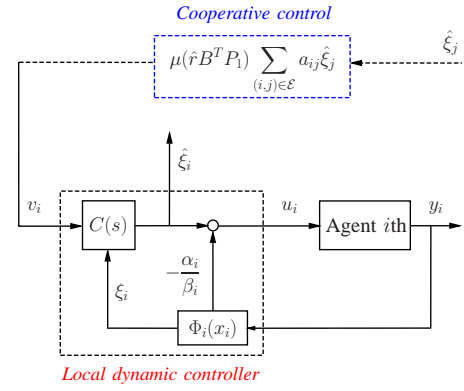 Cooperative control
μ(r̂BᵀP₁) ∑ a_{ij}ξ̂_j
(i,j)∈ℰ
ξ̂_j
ξ̂_i
v_i
C(s)
u_i
Agent ith
y_i
−α_i/β_i
ξ_i
Φ_i(x_i)
Local dynamic controller